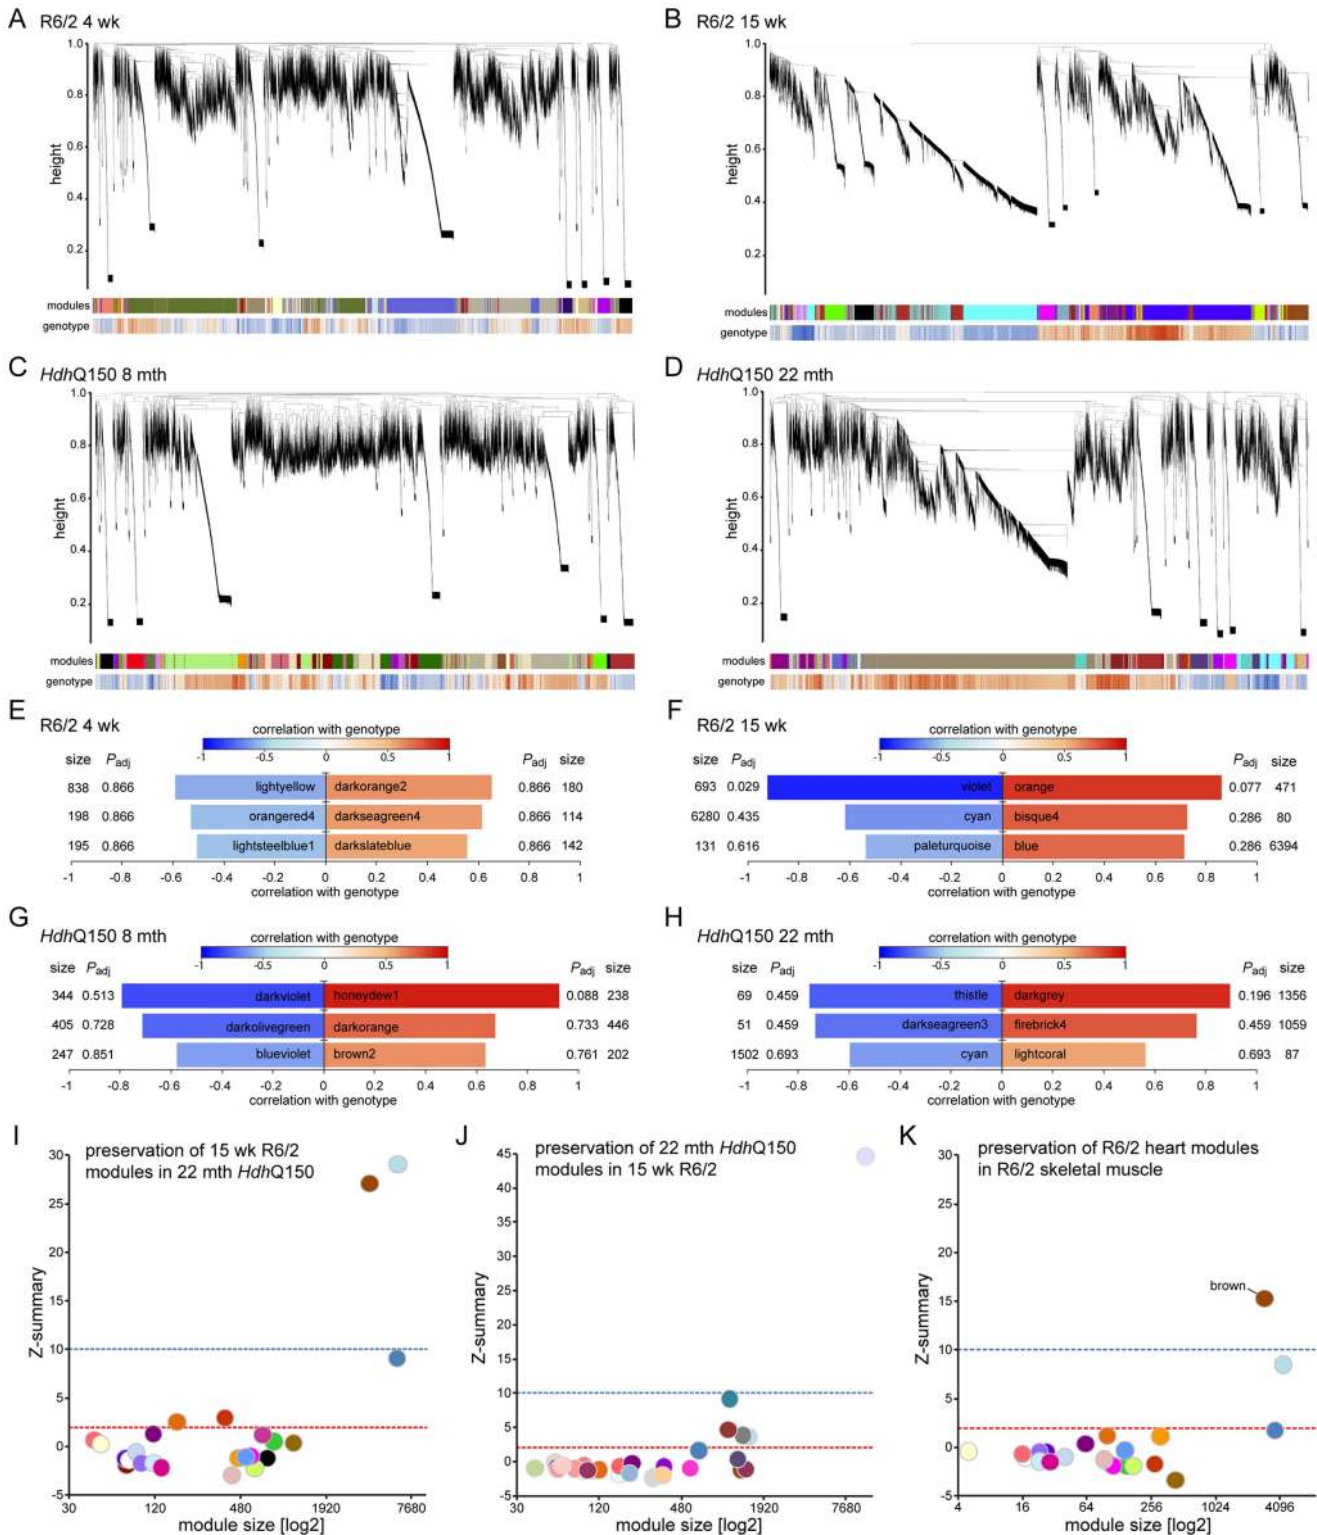 A R6/2 4 wk
1.0
0.8
0.6
0.4
0.2
height
modules
genotype
B R6/2 15 wk
1.0
0.8
0.6
0.4
0.2
height
modules
genotype
C HdhQ150 8 mth
1.0
0.8
0.6
0.4
0.2
height
modules
genotype
D HdhQ150 22 mth
1.0
0.8
0.6
0.4
0.2
height
modules
genotype
E R6/2 4 wk
correlation with genotype
-1 -0.5 0 0.5 1
size Padj Padj size
838 0.866 lightyellow darkorange2 0.866 180
198 0.866 orangered4 darkseagreen4 0.866 114
195 0.866 lightsteelblue1 darkslateblue 0.866 142
-1 -0.8 -0.6 -0.4 -0.2 0 0.2 0.4 0.6 0.8 1
correlation with genotype
F R6/2 15 wk
correlation with genotype
-1 -0.5 0 0.5 1
size Padj Padj size
693 0.029 violet orange 0.077 471
6280 0.435 cyan bisque4 0.286 80
131 0.616 paleturquoise blue 0.286 6394
-1 -0.8 -0.6 -0.4 -0.2 0 0.2 0.4 0.6 0.8 1
correlation with genotype
G HdhQ150 8 mth
correlation with genotype
-1 -0.5 0 0.5 1
size Padj Padj size
344 0.513 darkviolet honeydew1 0.088 238
405 0.728 darkolivegreen darkorange 0.733 446
247 0.851 blueviolet brown2 0.761 202
-1 -0.8 -0.6 -0.4 -0.2 0 0.2 0.4 0.6 0.8 1
correlation with genotype
H HdhQ150 22 mth
correlation with genotype
-1 -0.5 0 0.5 1
size Padj Padj size
69 0.459 thistle darkgrey 0.196 1356
51 0.459 darkseagreen3 firebrick4 0.459 1059
1502 0.693 cyan lightcoral 0.693 87
-1 -0.8 -0.6 -0.4 -0.2 0 0.2 0.4 0.6 0.8 1
correlation with genotype
I preservation of 15 wk R6/2
modules in 22 mth HdhQ150
30
25
20
15
10
5
0
-5
Z-summary
30 120 480 1920 7680
module size [log2]
J preservation of 22 mth HdhQ150
modules in 15 wk R6/2
45
40
35
30
25
20
15
10
5
0
-5
Z-summary
30 120 480 1920 7680
module size [log2]
K preservation of R6/2 heart modules
in R6/2 skeletal muscle
30
25
20
15
10
5
0
-5
Z-summary
brown
4 16 64 256 1024 4096
module size [log2]